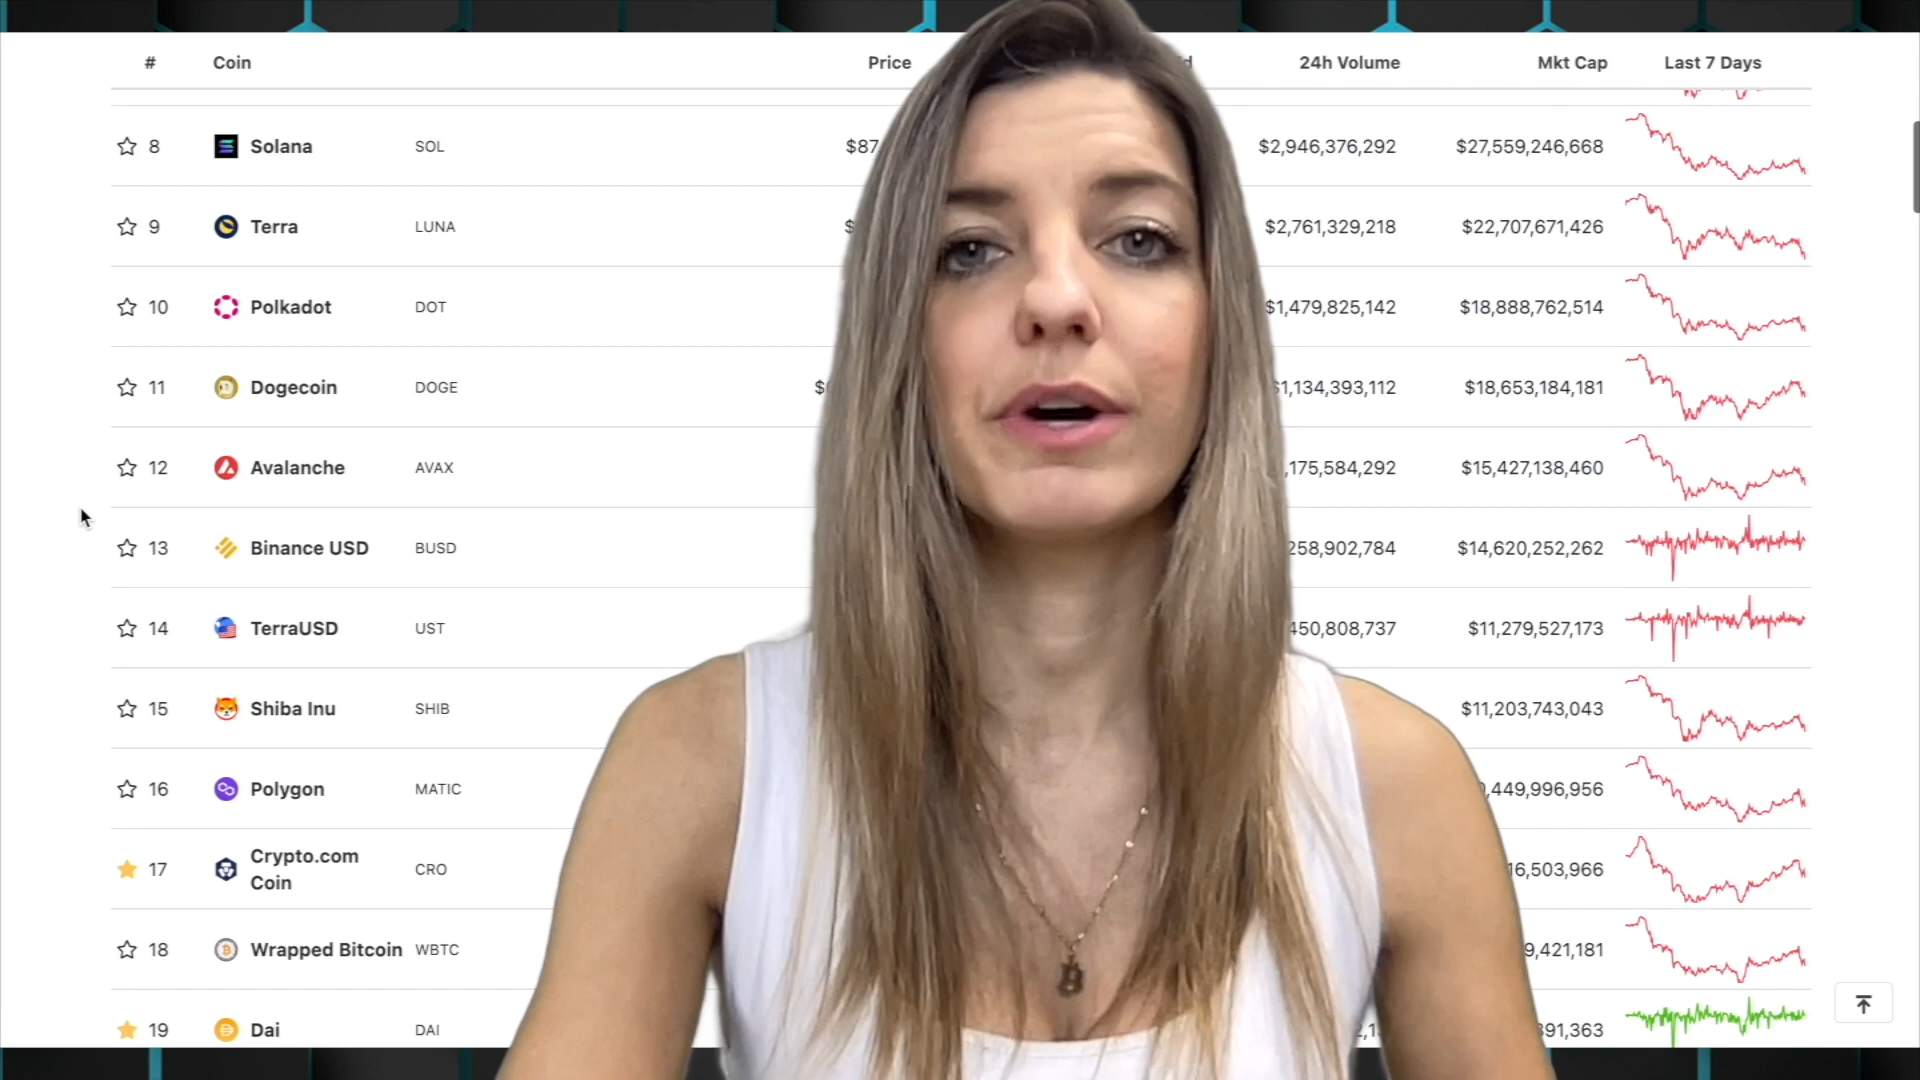 # Coin Price 24h Volume Mkt Cap Last 7 Days
8 Solana SOL $87 $2,946,376,292 $27,559,246,668
9 Terra LUNA $ $2,761,329,218 $22,707,671,426
10 Polkadot DOT $1,479,825,142 $18,888,762,514
11 Dogecoin DOGE $ $1,134,393,112 $18,653,184,181
12 Avalanche AVAX ,175,584,292 $15,427,138,460
13 Binance USD BUSD 258,902,784 $14,620,252,262
14 TerraUSD UST 450,808,737 $11,279,527,173
15 Shiba Inu SHIB $11,203,743,043
16 Polygon MATIC ,449,996,956
17 Crypto.com
Coin CRO 16,503,966
18 Wrapped Bitcoin WBTC 9,421,181
19 Dai DAI 391,363